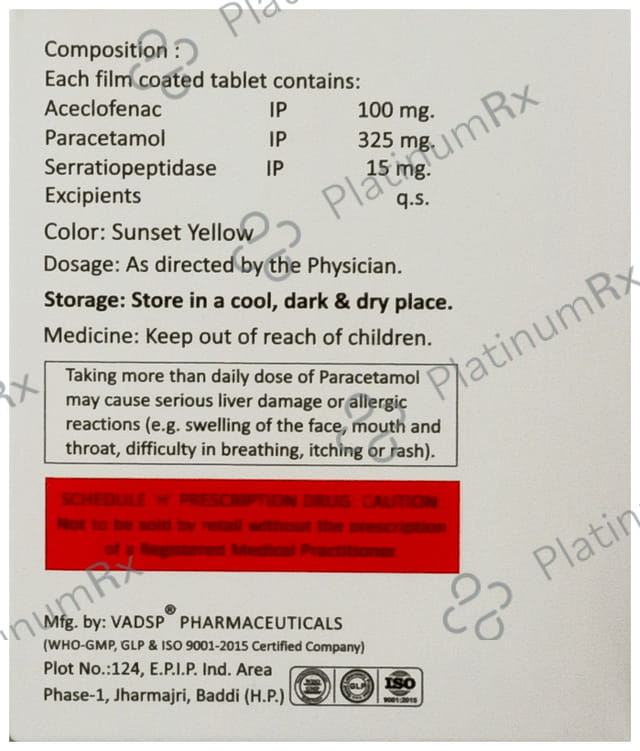 Composition :
Each film coated tablet contains:
Aceclofenac IP 100 mg.
Paracetamol IP 325 mg.
Serratiopeptidase IP 15 mg.
Excipients q.s.
Color: Sunset Yellow
Dosage: As directed by the Physician.
Storage: Store in a cool, dark & dry place.
Medicine: Keep out of reach of children.
Taking more than daily dose of Paracetamol
may cause serious liver damage or allergic
reactions (e.g. swelling of the face, mouth and
throat, difficulty in breathing, itching or rash).
SCHEDULE PRESCRIPTION DRUG: CAUTION
Not to be sold by retail without the prescription
of a Registered Medical Practitioner
Mfg. by: VADSP® PHARMACEUTICALS
(WHO-GMP, GLP & ISO 9001-2015 Certified Company)
Plot No.:124, E.P.I.P. Ind. Area
Phase-1, Jharmajri, Baddi (H.P.)
GLP
ISO
9001:2015
PlatinumRx
PlatinumRx
Platin
numRx
Rx
Pla